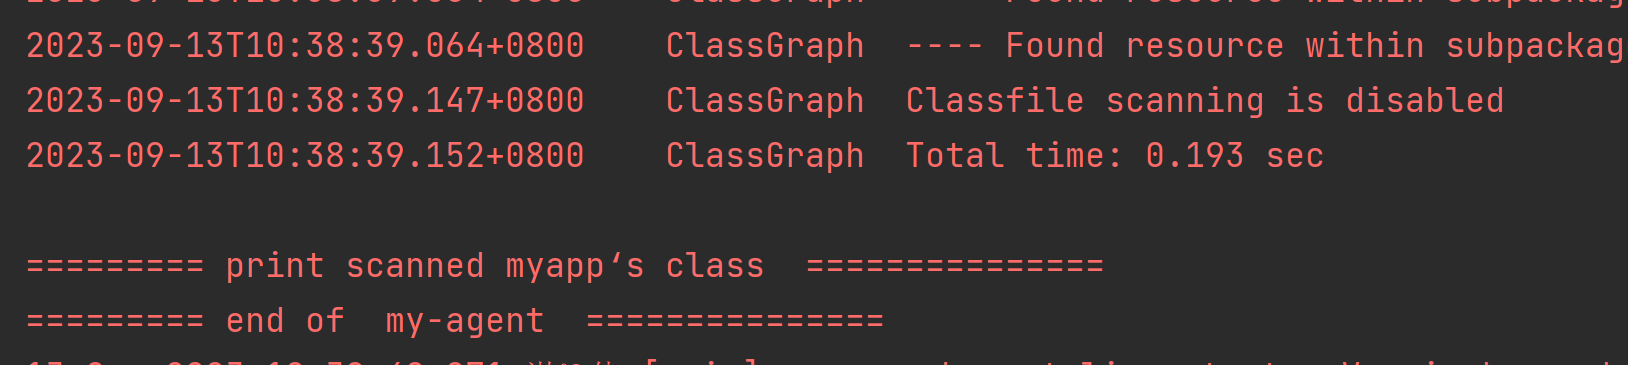 2023-09-13T10:38:39.064+0800    ClassGraph  ---- Found resource within subpackag
2023-09-13T10:38:39.147+0800    ClassGraph  Classfile scanning is disabled
2023-09-13T10:38:39.152+0800    ClassGraph  Total time: 0.193 sec
========= print scanned myapp‘s class  ===============
========= end of  my-agent  ===============